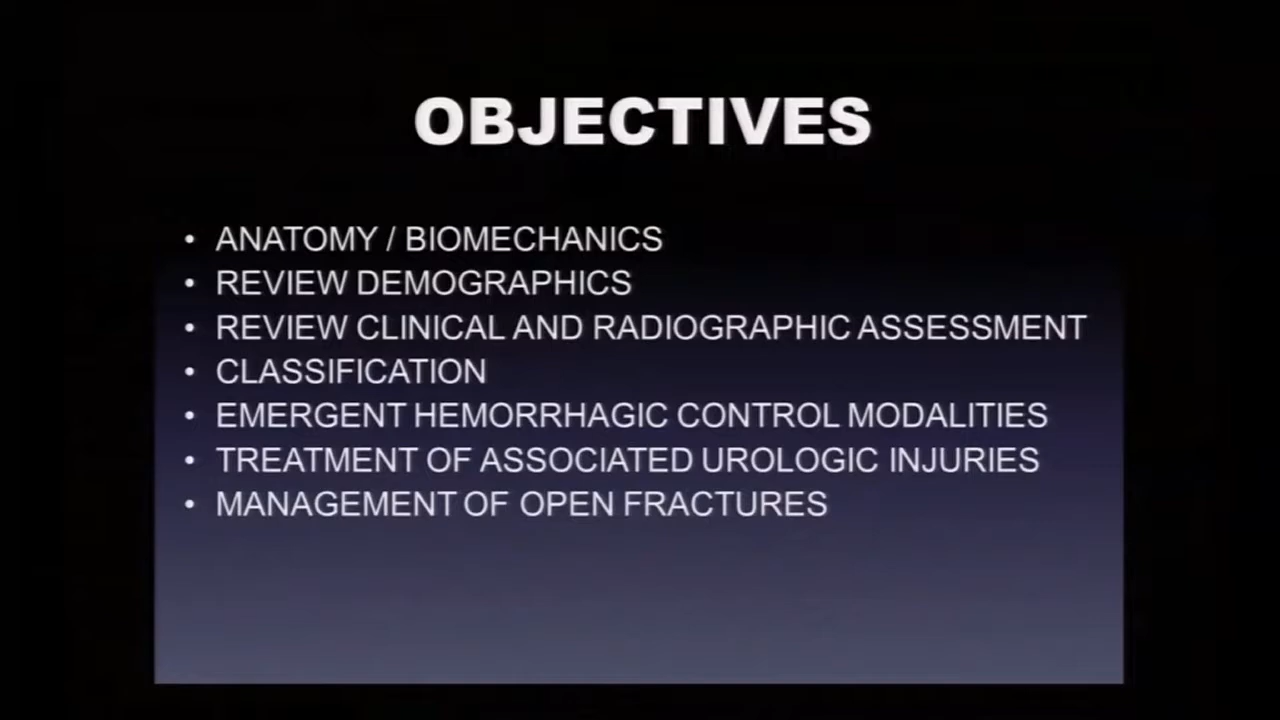 OBJECTIVES
• ANATOMY / BIOMECHANICS
• REVIEW DEMOGRAPHICS
• REVIEW CLINICAL AND RADIOGRAPHIC ASSESSMENT
• CLASSIFICATION
• EMERGENT HEMORRHAGIC CONTROL MODALITIES
• TREATMENT OF ASSOCIATED UROLOGIC INJURIES
• MANAGEMENT OF OPEN FRACTURES